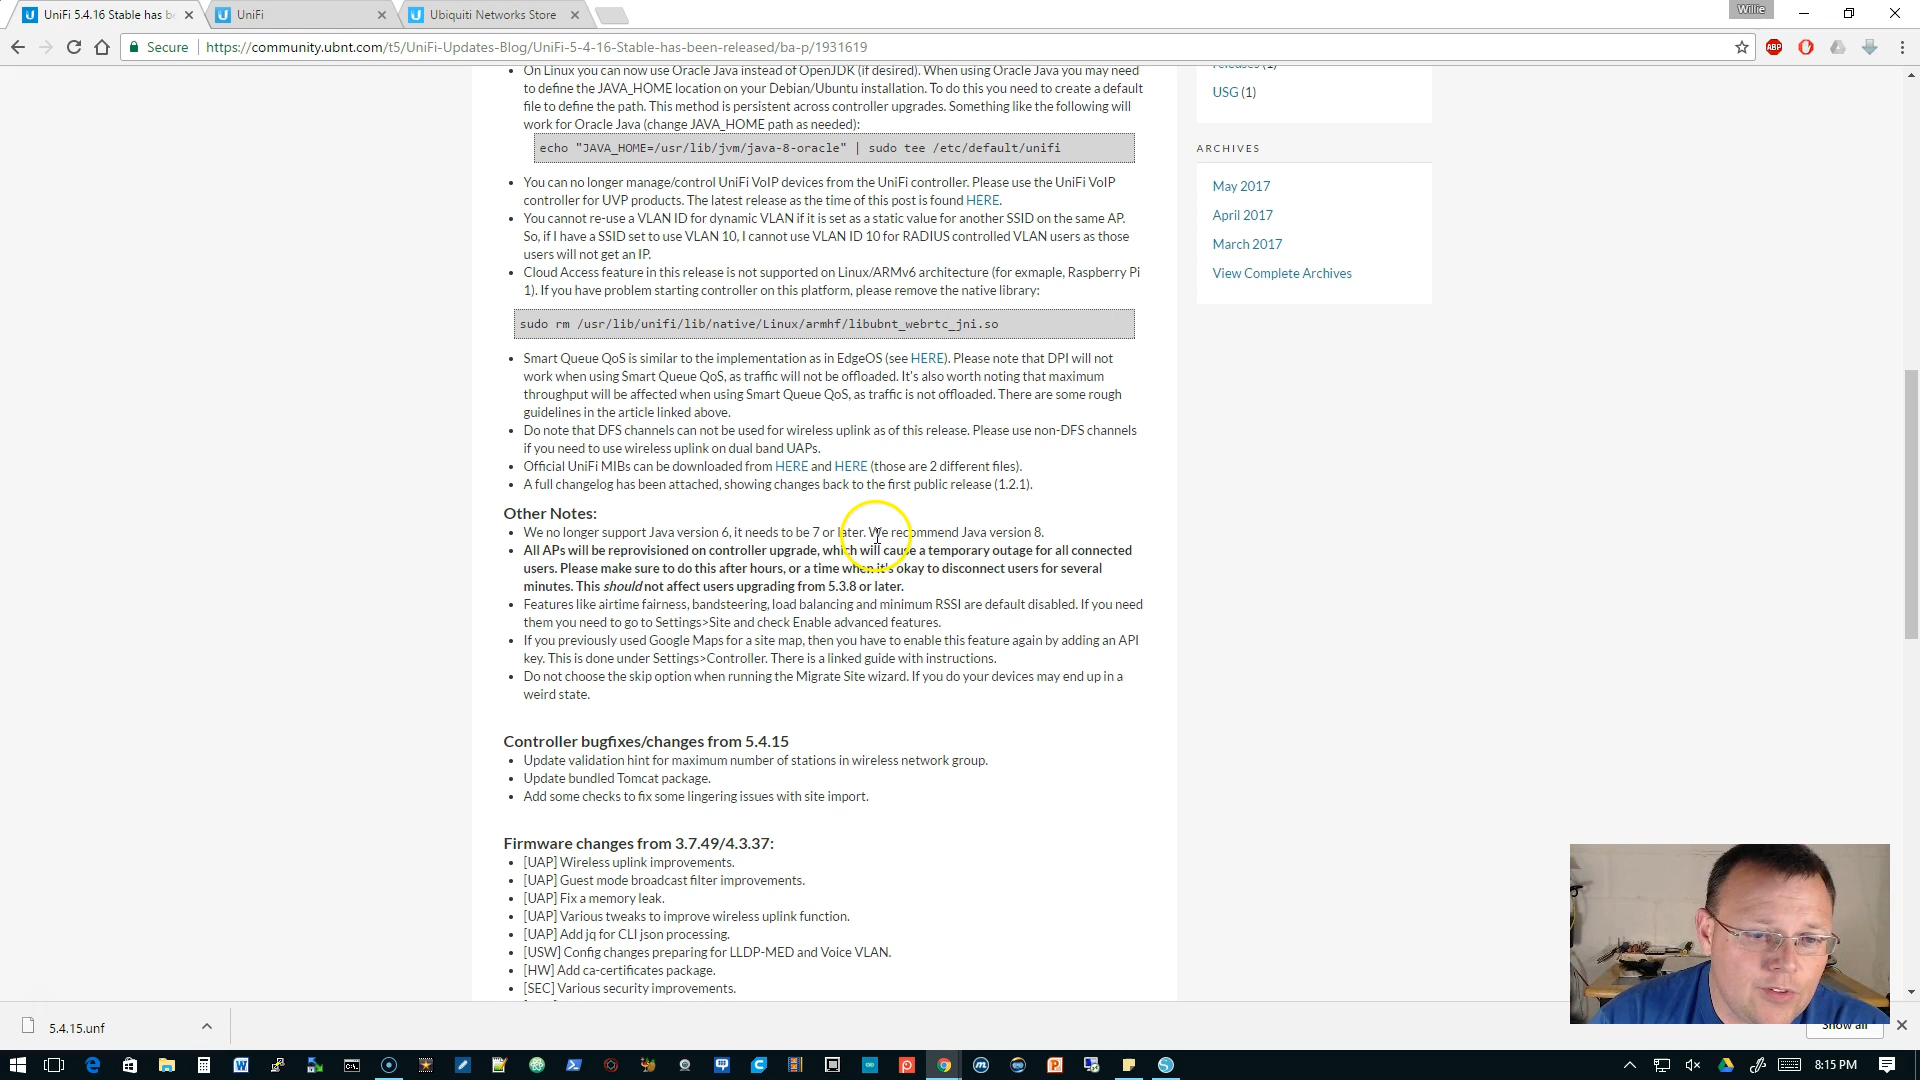 UniFi 5.4.16 Stable has be
UniFi
Ubiquiti Networks Store
Willie
Secure
https://community.ubnt.com/t5/UniFi-Updates-Blog/UniFi-5-4-16-Stable-has-been-released/ba-p/1931619
ABP
On Linux you can now use Oracle Java instead of OpenJDK (if desired). When using Oracle Java you may need
to define the JAVA_HOME location on your Debian/Ubuntu installation. To do this you need to create a default
file to define the path. This method is persistent across controller upgrades. Something like the following will
work for Oracle Java (change JAVA_HOME path as needed):
echo "JAVA_HOME=/usr/lib/jvm/java-8-oracle" | sudo tee /etc/default/unifi
You can no longer manage/control UniFi VoIP devices from the UniFi controller. Please use the UniFi VoIP
controller for UVP products. The latest release as the time of this post is found HERE.
You cannot re-use a VLAN ID for dynamic VLAN if it is set as a static value for another SSID on the same AP.
So, if I have a SSID set to use VLAN 10, I cannot use VLAN ID 10 for RADIUS controlled VLAN users as those
users will not get an IP.
Cloud Access feature in this release is not supported on Linux/ARMv6 architecture (for exmaple, Raspberry Pi
1). If you have problem starting controller on this platform, please remove the native library:
sudo rm /usr/lib/unifi/lib/native/Linux/armhf/libubnt_webrtc_jni.so
Smart Queue QoS is similar to the implementation as in EdgeOS (see HERE). Please note that DPI will not
work when using Smart Queue QoS, as traffic will not be offloaded. It's also worth noting that maximum
throughput will be affected when using Smart Queue QoS, as traffic is not offloaded. There are some rough
guidelines in the article linked above.
Do note that DFS channels can not be used for wireless uplink as of this release. Please use non-DFS channels
if you need to use wireless uplink on dual band UAPs.
Official UniFi MIBs can be downloaded from HERE and HERE (those are 2 different files).
A full changelog has been attached, showing changes back to the first public release (1.2.1).
Other Notes:
We no longer support Java version 6, it needs to be 7 or later. We recommend Java version 8.
All APs will be reprovisioned on controller upgrade, which will cause a temporary outage for all connected
users. Please make sure to do this after hours, or a time when it's okay to disconnect users for several
minutes. This should not affect users upgrading from 5.3.8 or later.
Features like airtime fairness, bandsteering, load balancing and minimum RSSI are default disabled. If you need
them you need to go to Settings>Site and check Enable advanced features.
If you previously used Google Maps for a site map, then you have to enable this feature again by adding an API
key. This is done under Settings>Controller. There is a linked guide with instructions.
Do not choose the skip option when running the Migrate Site wizard. If you do your devices may end up in a
weird state.
Controller bugfixes/changes from 5.4.15
Update validation hint for maximum number of stations in wireless network group.
Update bundled Tomcat package.
Add some checks to fix some lingering issues with site import.
Firmware changes from 3.7.49/4.3.37:
[UAP] Wireless uplink improvements.
[UAP] Guest mode broadcast filter improvements.
[UAP] Fix a memory leak.
[UAP] Various tweaks to improve wireless uplink function.
[UAP] Add jq for CLI json processing.
[USW] Config changes preparing for LLDP-MED and Voice VLAN.
[HW] Add ca-certificates package.
[SEC] Various security improvements.
releases (1)
USG (1)
ARCHIVES
May 2017
April 2017
March 2017
View Complete Archives
5.4.15.unf
Show all
8:15 PM